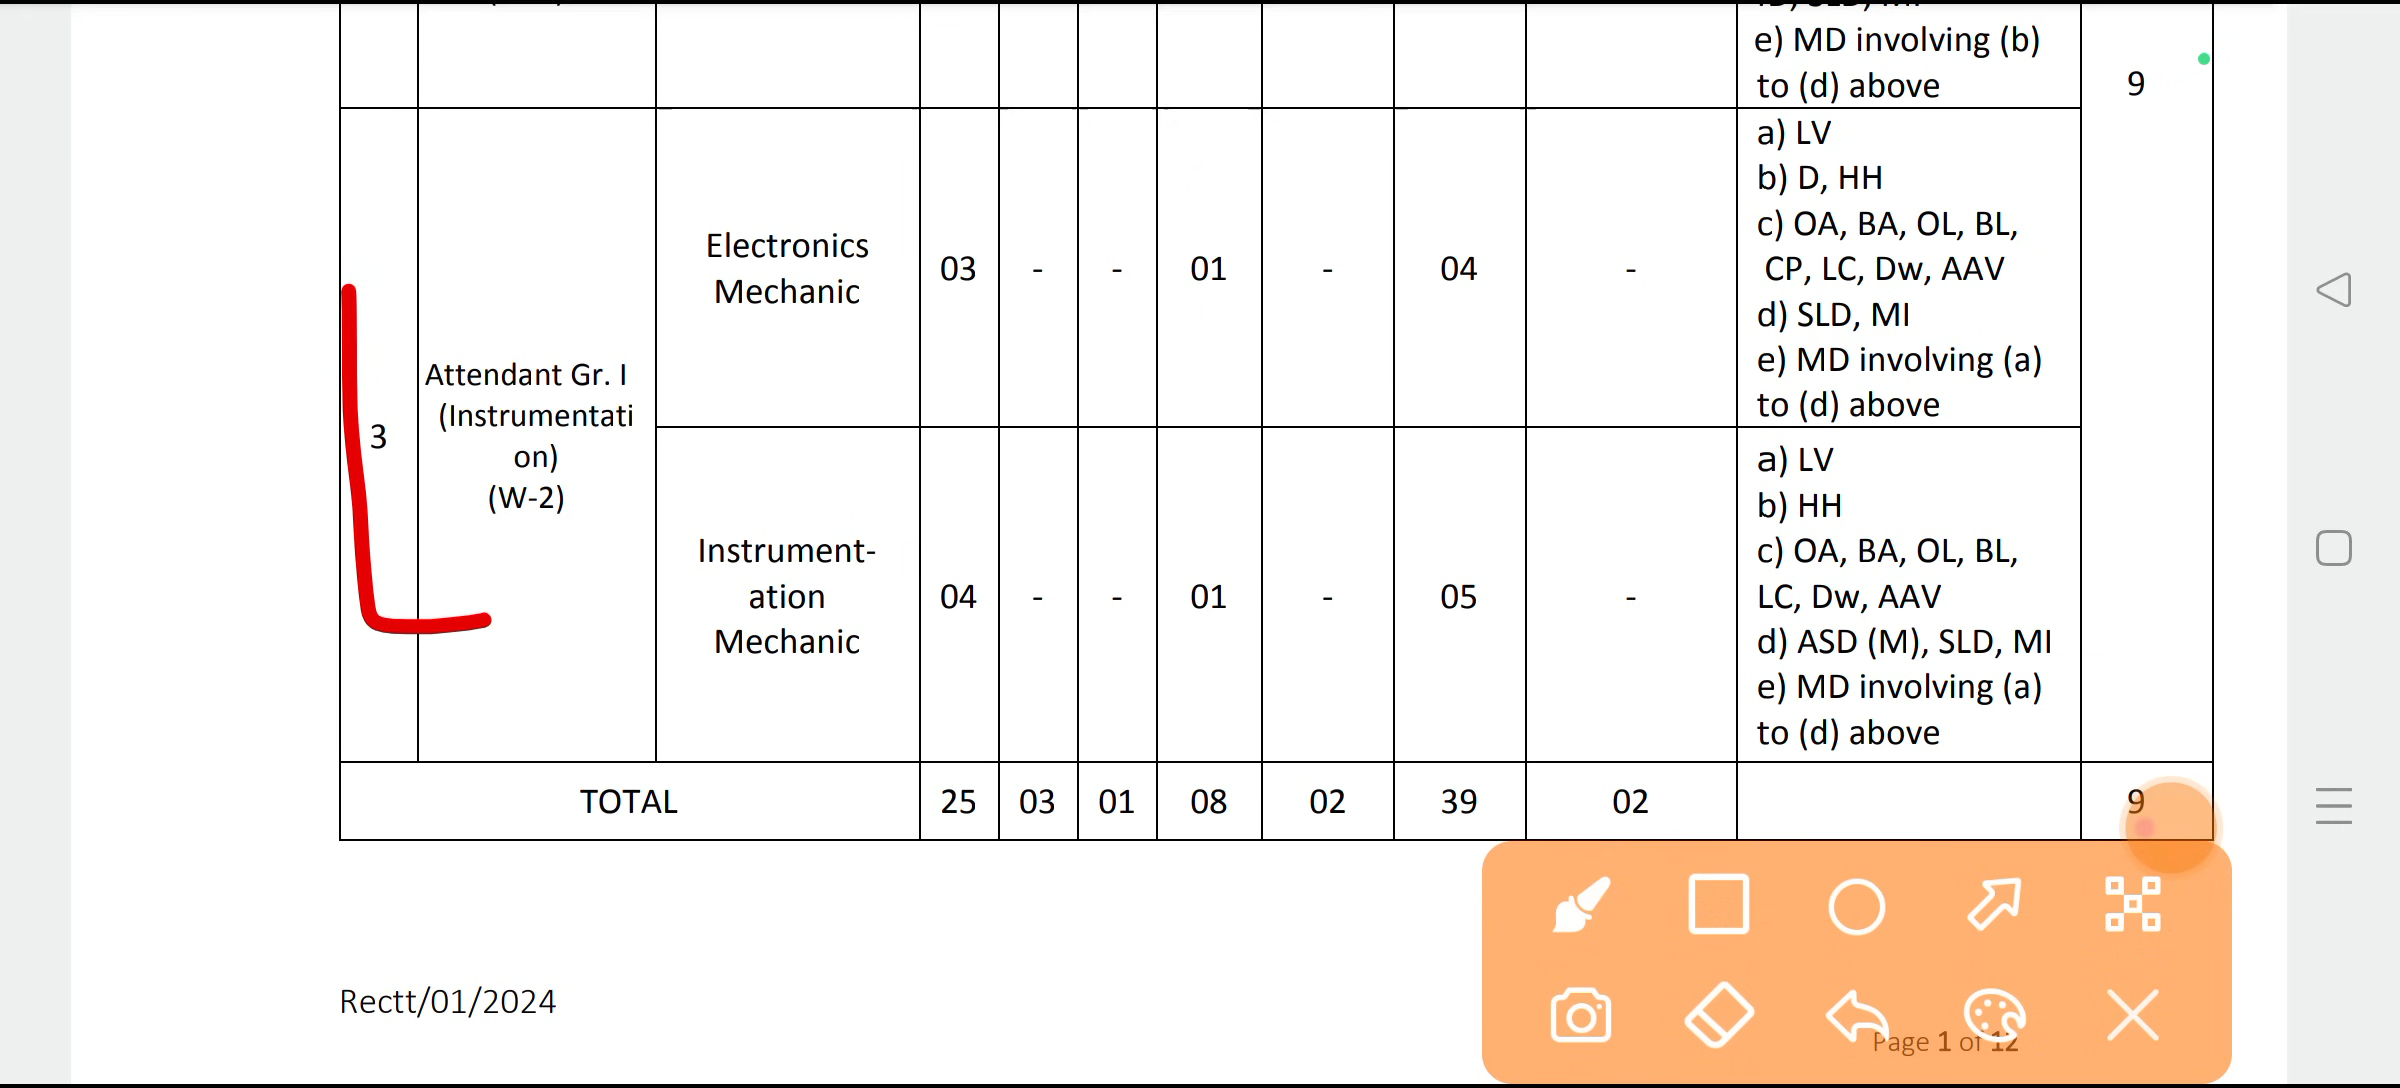 e) MD involving (b)
to (d) above
9
3
Attendant Gr. I
(Instrumentati
on)
(W-2)
Electronics
Mechanic
03 - - 01 - 04 -
a) LV
b) D, HH
c) OA, BA, OL, BL,
CP, LC, Dw, AAV
d) SLD, MI
e) MD involving (a)
to (d) above
Instrument-
ation
Mechanic
04 - - 01 - 05 -
a) LV
b) HH
c) OA, BA, OL, BL,
LC, Dw, AAV
d) ASD (M), SLD, MI
e) MD involving (a)
to (d) above
TOTAL 25 03 01 08 02 39 02 9
Rectt/01/2024
Page 1 of 12